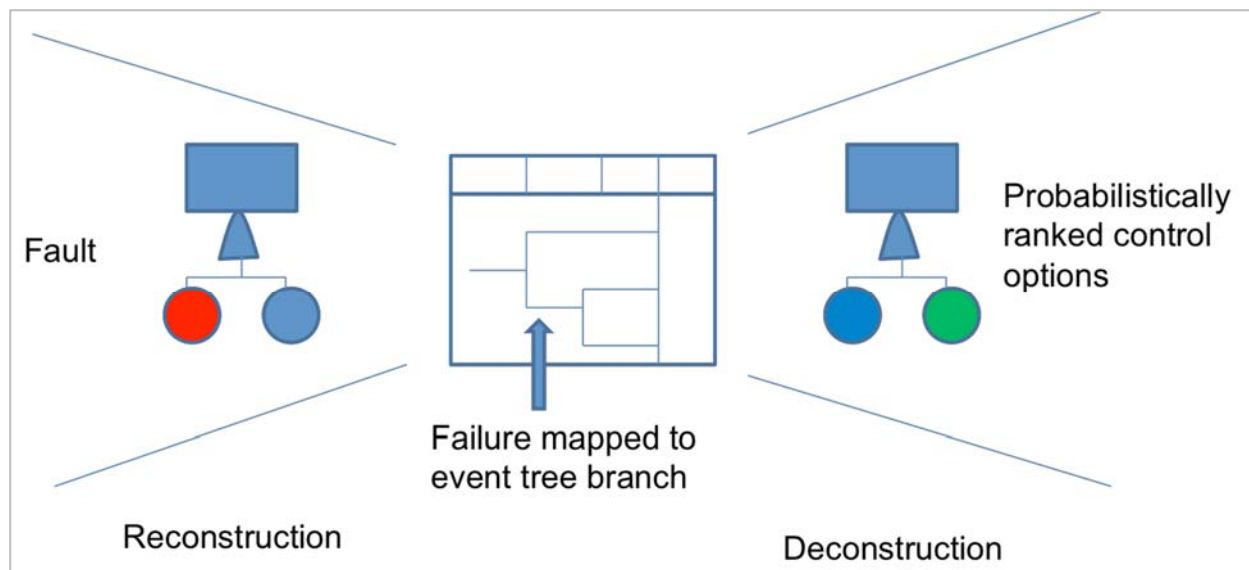 Fault
Probabilistically
ranked control
options
Failure mapped to
event tree branch
Reconstruction
Deconstruction